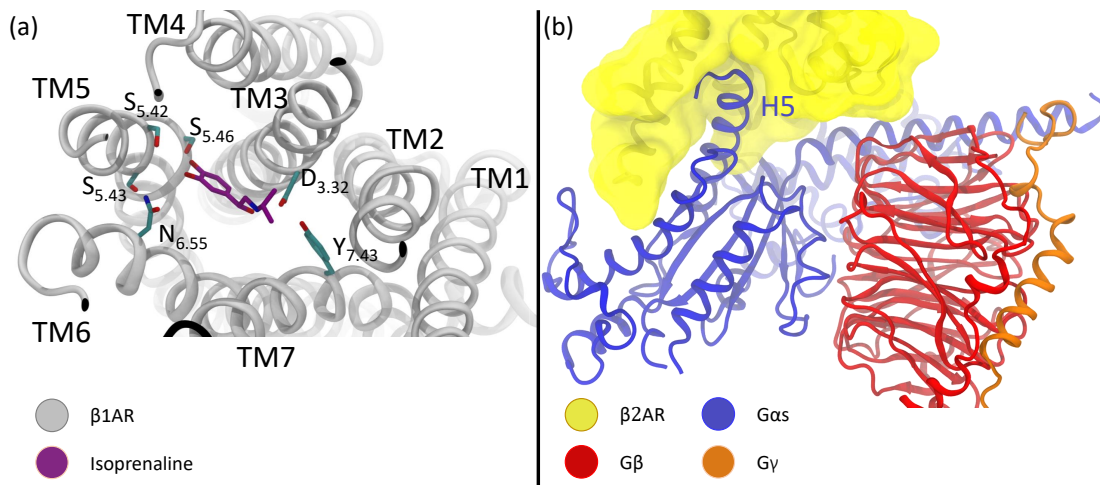 (a)
TM4
TM5
S5.42
TM3
S5.46
TM2
S5.43
D3.32
TM1
N6.55
Y7.43
TM6
TM7
β1AR
Isoprenaline
(b)
H5
β2AR
Gαs
Gβ
Gγ